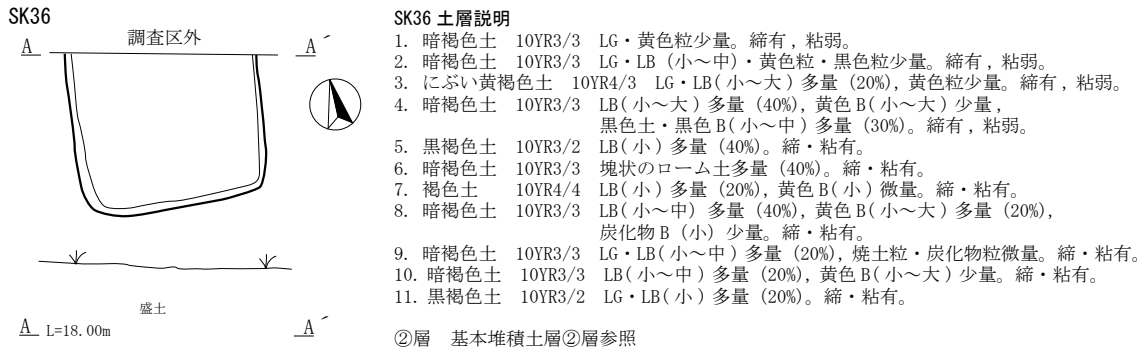 SK36
A 調査区外 A´
盛土
A L=18.00m A´
SK36 土層説明
1. 暗褐色土 10YR3/3 LG・黄色粒少量。締有,粘弱。
2. 暗褐色土 10YR3/3 LG・LB(小～中)・黄色粒・黒色粒少量。締有,粘弱。
3. にぶい黄褐色土 10YR4/3 LG・LB(小～大)多量(20%),黄色粒少量。締有,粘弱。
4. 暗褐色土 10YR3/3 LB(小～大)多量(40%),黄色B(小～大)少量,
黒色土・黒色B(小～中)多量(30%)。締有,粘弱。
5. 黒褐色土 10YR3/2 LB(小)多量(40%)。締・粘有。
6. 暗褐色土 10YR3/3 塊状のローム土多量(40%)。締・粘有。
7. 褐色土 10YR4/4 LB(小)多量(20%),黄色B(小)微量。締・粘有。
8. 暗褐色土 10YR3/3 LB(小～中)多量(40%),黄色B(小～大)多量(20%),
炭化物B(小)少量。締・粘有。
9. 暗褐色土 10YR3/3 LG・LB(小～中)多量(20%),焼土粒・炭化物粒微量。締・粘有。
10. 暗褐色土 10YR3/3 LB(小～中)多量(20%),黄色B(小～大)少量。締・粘有。
11. 黒褐色土 10YR3/2 LG・LB(小)多量(20%)。締・粘有。
②層 基本堆積土層②層参照